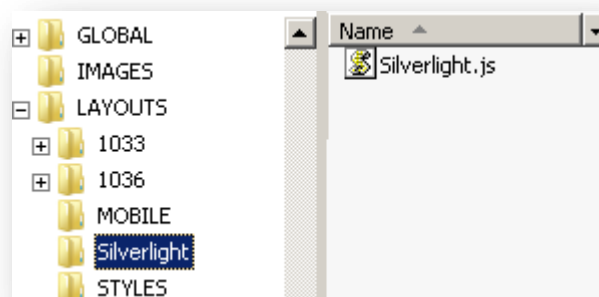 GLOBAL
IMAGES
LAYOUTS
1033
1036
MOBILE
Silverlight
STYLES
Name
Silverlight.js